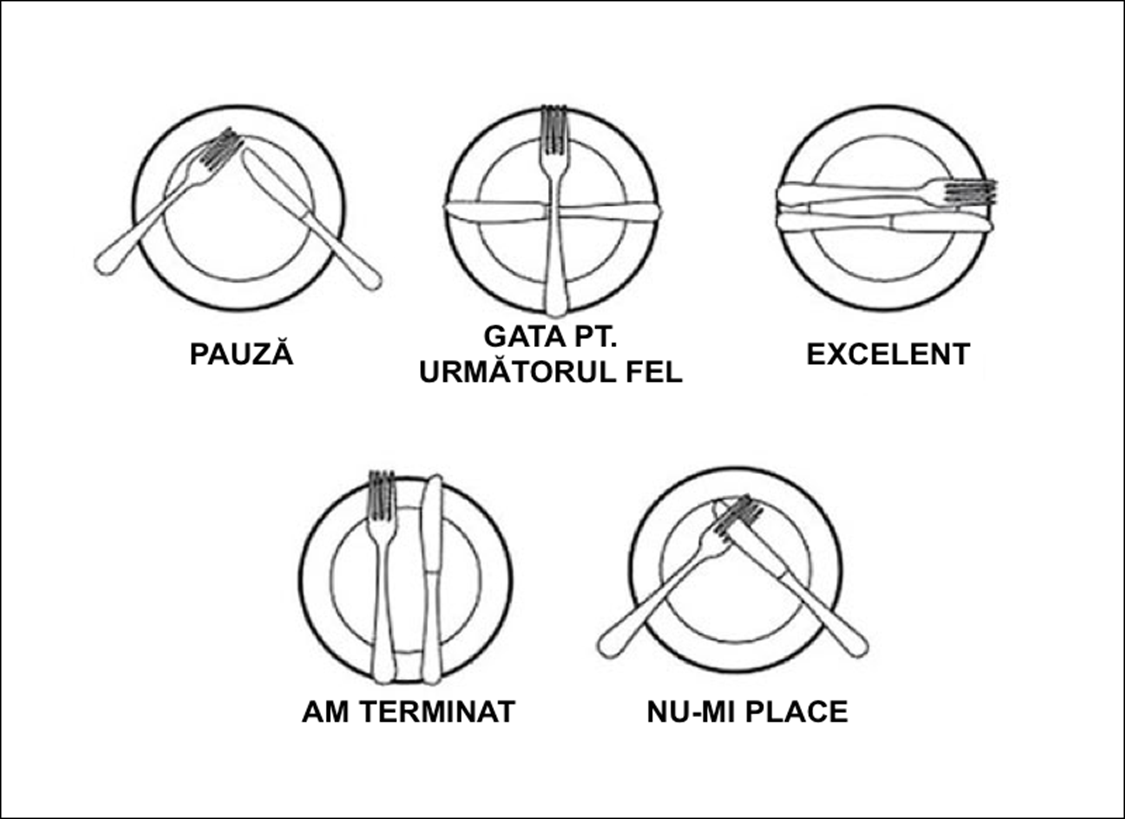 PAUZĂ
GATA PT.
URMĂTORUL FEL
EXCELENT
AM TERMINAT
NU-MI PLACE